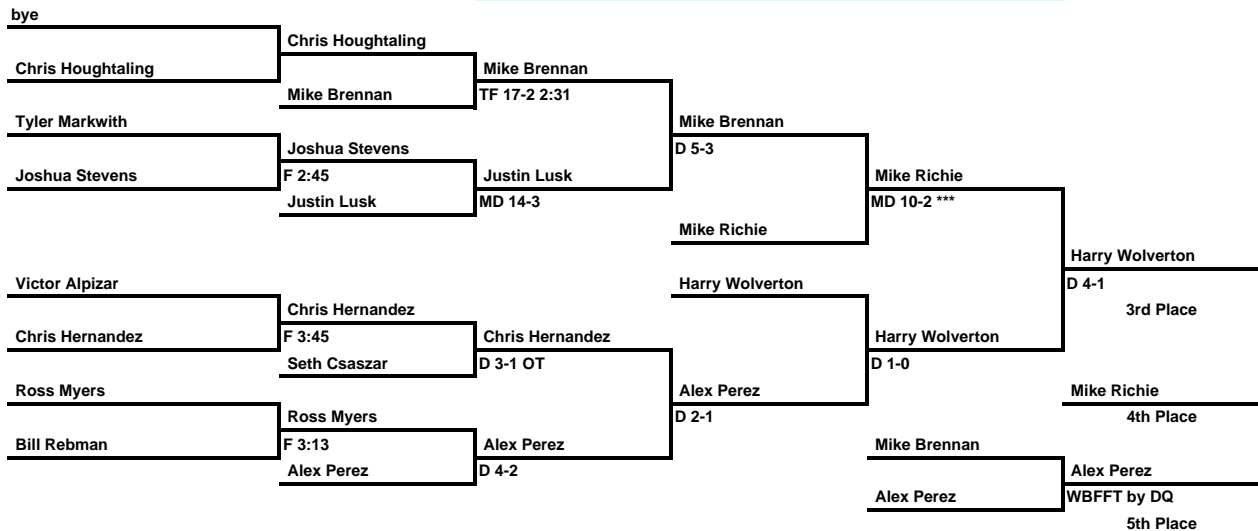 bye
Chris Houghtaling
Chris Houghtaling
Mike Brennan
Mike Brennan
TF 17-2 2:31
Tyler Markwith
Mike Brennan
Joshua Stevens
D 5-3
Joshua Stevens
F 2:45
Justin Lusk
Mike Richie
Justin Lusk
MD 14-3
MD 10-2 ***
Mike Richie
Harry Wolverton
Victor Alpizar
Harry Wolverton
D 4-1
Chris Hernandez
3rd Place
Chris Hernandez
F 3:45
Chris Hernandez
Harry Wolverton
Seth Csaszar
D 3-1 OT
D 1-0
Ross Myers
Alex Perez
Mike Richie
Ross Myers
D 2-1
4th Place
Bill Rebman
F 3:13
Alex Perez
Mike Brennan
Alex Perez
D 4-2
Alex Perez
Alex Perez
WBFFT by DQ
5th Place